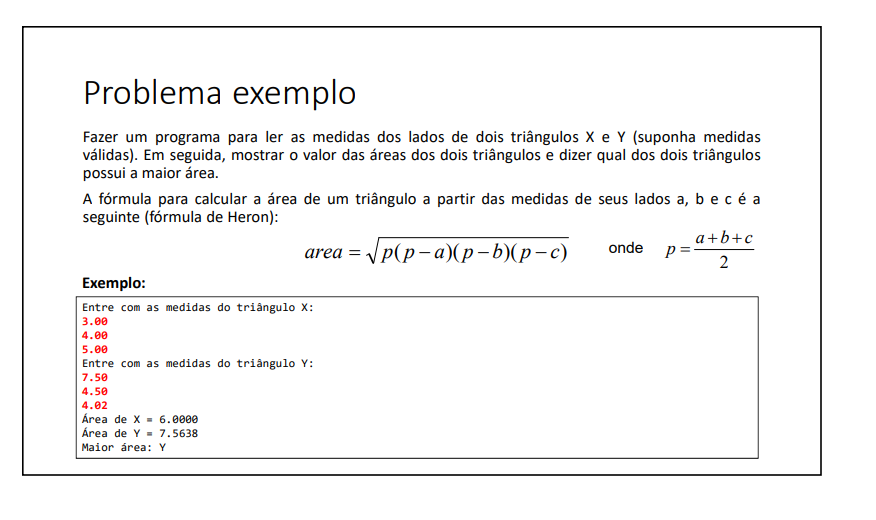 Problema exemplo
Fazer um programa para ler as medidas dos lados de dois triângulos X e Y (suponha medidas
válidas). Em seguida, mostrar o valor das áreas dos dois triângulos e dizer qual dos dois triângulos
possui a maior área.
A fórmula para calcular a área de um triângulo a partir das medidas de seus lados a, b e c é a
seguinte (fórmula de Heron):
area = √p(p−a)(p−b)(p−c) onde p = a+b+c / 2
Exemplo:
Entre com as medidas do triângulo X:
3.00
4.00
5.00
Entre com as medidas do triângulo Y:
7.50
4.50
4.02
Área de X = 6.0000
Área de Y = 7.5638
Maior área: Y